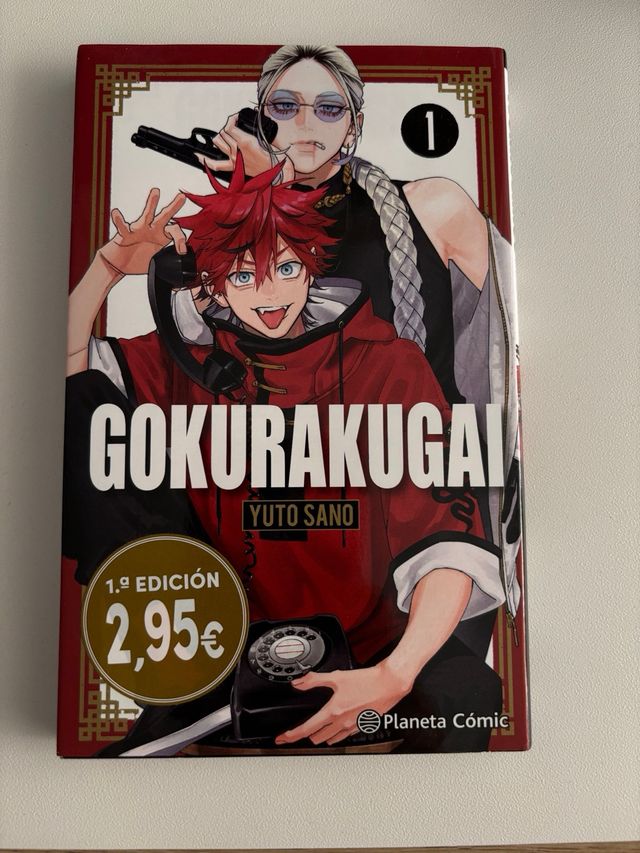 1
GOKURAKUGAI
YUTO SANO
1.ª EDICIÓN
2,95€
Planeta Cómic